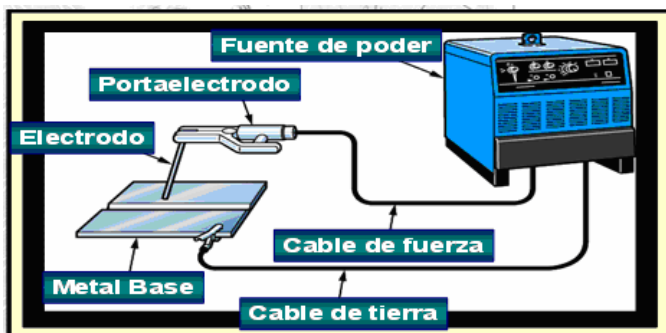 Fuente de poder
Portaelectrodo
Electrodo
Cable de fuerza
Metal Base
Cable de tierra